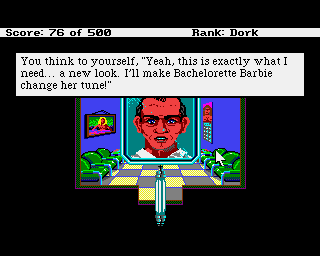 Score: 76 of 500 Rank: Dork
You think to yourself, "Yeah, this is exactly what I
need... a new look. I'll make Bachelorette Barbie
change her tune!"